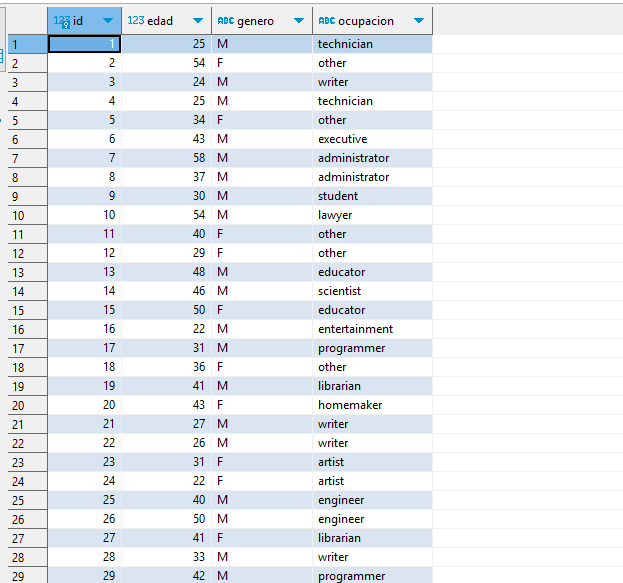 123 id 123 edad ABC genero ABC ocupacion
1 1 25 M technician
2 2 54 F other
3 3 24 M writer
4 4 25 M technician
5 5 34 F other
6 6 43 M executive
7 7 58 M administrator
8 8 37 M administrator
9 9 30 M student
10 10 54 M lawyer
11 11 40 F other
12 12 29 F other
13 13 48 M educator
14 14 46 M scientist
15 15 50 F educator
16 16 22 M entertainment
17 17 31 M programmer
18 18 36 F other
19 19 41 M librarian
20 20 43 F homemaker
21 21 27 M writer
22 22 26 M writer
23 23 31 F artist
24 24 22 F artist
25 25 40 M engineer
26 26 50 M engineer
27 27 41 F librarian
28 28 33 M writer
29 29 42 M programmer